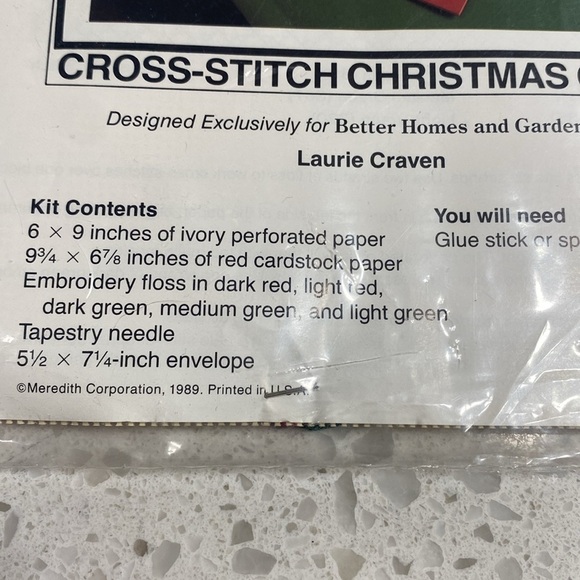 CROSS-STITCH CHRISTMAS
Designed Exclusively for Better Homes and Garden
Laurie Craven
Kit Contents
6 × 9 inches of ivory perforated paper
9¾ × 6⅞ inches of red cardstock paper
Embroidery floss in dark red, light red,
dark green, medium green, and light green
Tapestry needle
5½ × 7¼-inch envelope
©Meredith Corporation, 1989. Printed in U.S.A.
You will need
Glue stick or sp